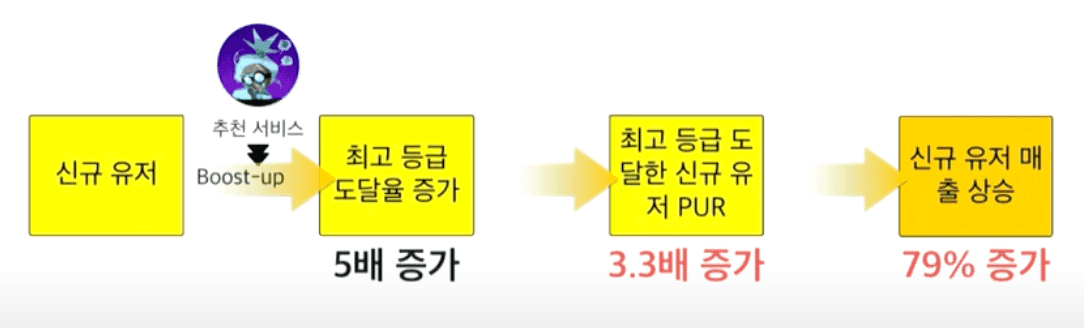 신규 유저
추천 서비스
Boost-up
최고 등급
도달율 증가
5배 증가
최고 등급 도
달한 신규 유
저 PUR
3.3배 증가
신규 유저 매
출 상승
79% 증가